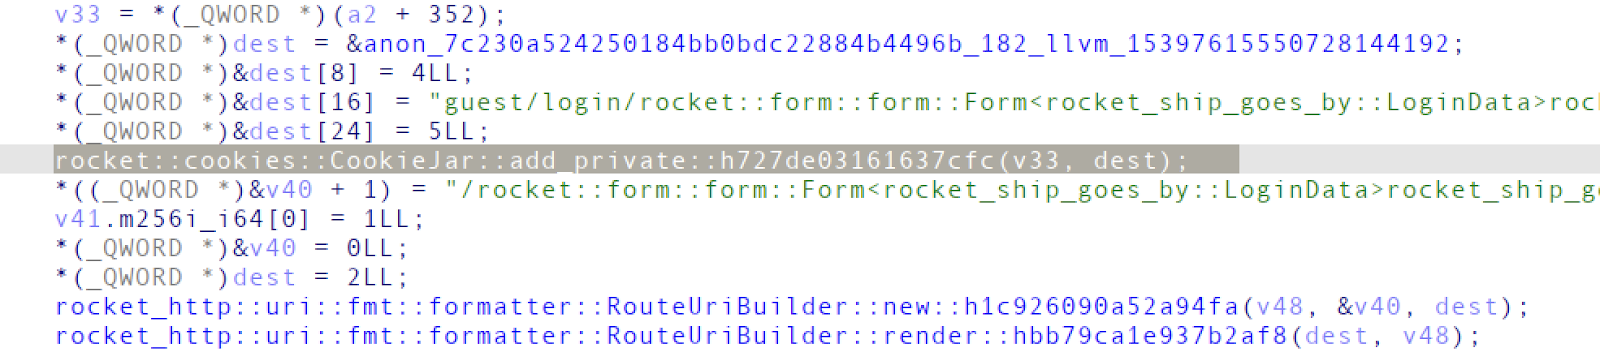 v33 = *(_QWORD *)(a2 + 352);
*(_QWORD *)dest = &anon_7c230a524250184bb0bdc22884b4496b_182_llvm_15397615550728144192;
*(_QWORD *)&dest[8] = 4LL;
*(_QWORD *)&dest[16] = "guest/login/rocket::form::form::Form<rocket_ship_goes_by::LoginData>roc
*(_QWORD *)&dest[24] = 5LL;
rocket::cookies::CookieJar::add_private::h727de03161637cfc(v33, dest);
*((_QWORD *)&v40 + 1) = "/rocket::form::form::Form<rocket_ship_goes_by::LoginData>rocket_ship_g
v41.m256i_i64[0] = 1LL;
*(_QWORD *)&v40 = 0LL;
*(_QWORD *)dest = 2LL;
rocket_http::uri::fmt::formatter::RouteUriBuilder::new::h1c926090a52a94fa(v48, &v40, dest);
rocket_http::uri::fmt::formatter::RouteUriBuilder::render::hbb79ca1e937b2af8(dest, v48);